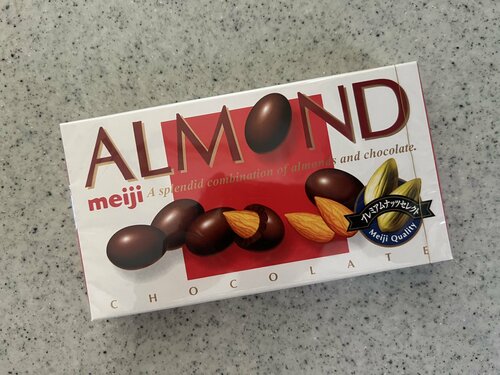 ALMOND
meiji A splendid combination of almonds and chocolate.
プレミアムナッツセレクト
Meiji Quality
CHOCOLATE